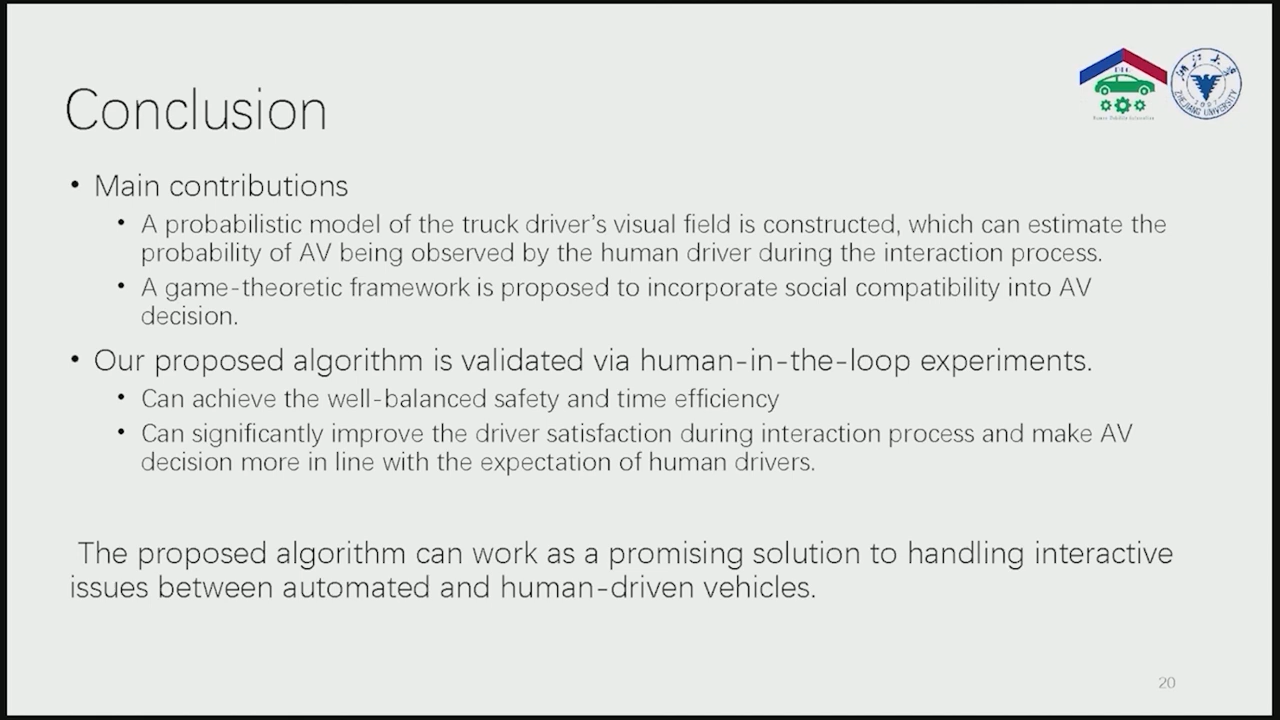 Conclusion
• Main contributions
• A probabilistic model of the truck driver's visual field is constructed, which can estimate the
probability of AV being observed by the human driver during the interaction process.
• A game-theoretic framework is proposed to incorporate social compatibility into AV
decision.
• Our proposed algorithm is validated via human-in-the-loop experiments.
• Can achieve the well-balanced safety and time efficiency
• Can significantly improve the driver satisfaction during interaction process and make AV
decision more in line with the expectation of human drivers.
The proposed algorithm can work as a promising solution to handling interactive
issues between automated and human-driven vehicles.
ZHEJIANG UNIVERSITY
20